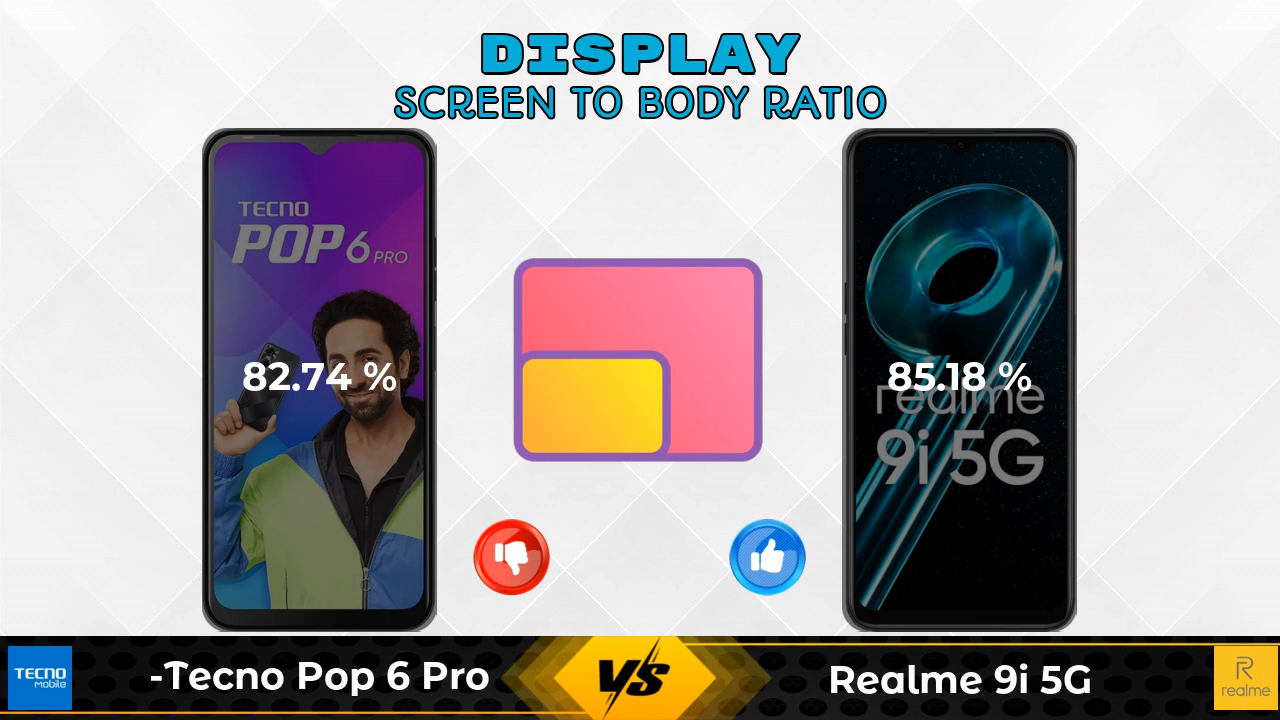 DISPLAY
SCREEN TO BODY RATIO
TECNO
POP 6 PRO
82.74 %
85.18 %
realme
9i 5G
TECNO
Mobile
-Tecno Pop 6 Pro
VS
Realme 9i 5G
R
realme